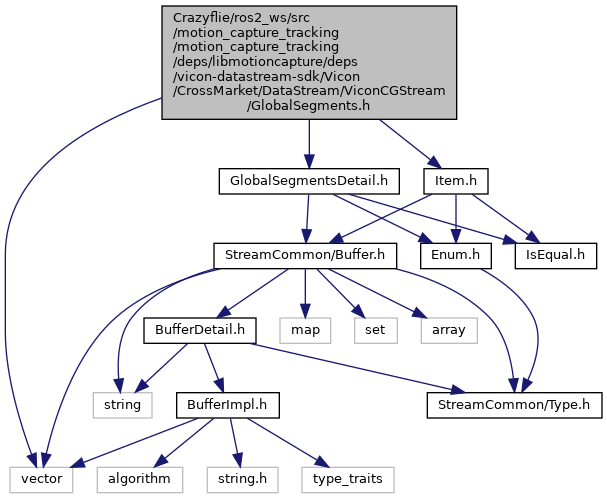 Crazyflie/ros2_ws/src
/motion_capture_tracking
/motion_capture_tracking
/deps/libmotioncapture/deps
/vicon-datastream-sdk/Vicon
/CrossMarket/DataStream/ViconCGStream
/GlobalSegments.h
GlobalSegmentsDetail.h
Item.h
StreamCommon/Buffer.h
Enum.h
IsEqual.h
BufferDetail.h
map
set
array
string
BufferImpl.h
StreamCommon/Type.h
vector
algorithm
string.h
type_traits